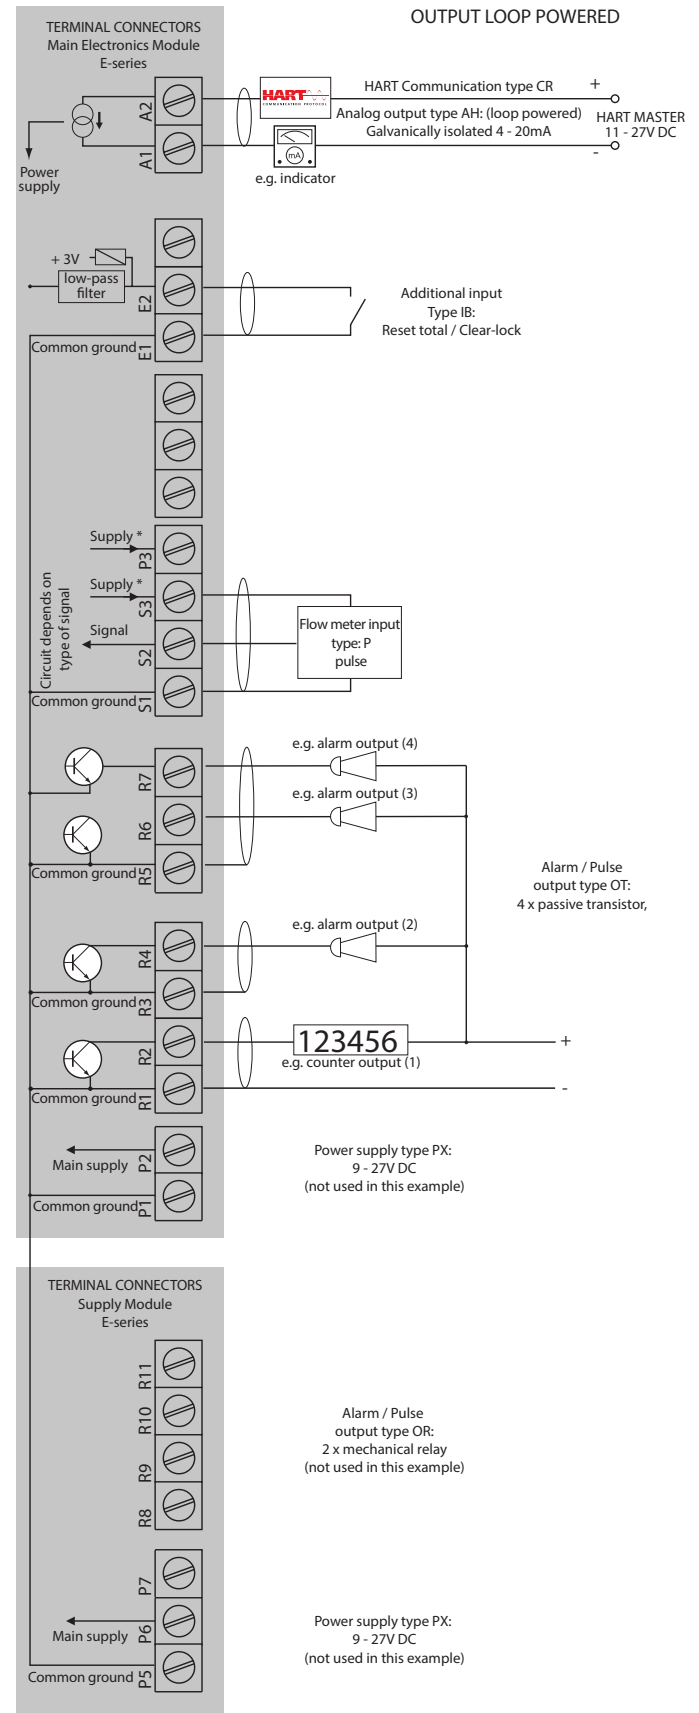 OUTPUT LOOP POWERED
TERMINAL CONNECTORS
Main Electronics Module
E-series
A2
A1
Power
supply
HART
COMMUNICATION PROTOCOL
HART Communication type CR
+
Analog output type AH: (loop powered)
Galvanically isolated 4 - 20mA
HART MASTER
11 - 27V DC
-
mA
e.g. indicator
+ 3V
low-pass
filter
E2
Common ground
E1
Additional input
Type IB:
Reset total / Clear-lock
Supply *
P3
Supply *
S3
Signal
S2
Common ground
S1
Circuit depends on
type of signal
Flow meter input
type: P
pulse
e.g. alarm output (4)
R7
e.g. alarm output (3)
R6
Common ground
R5
Alarm / Pulse
output type OT:
4 x passive transistor,
e.g. alarm output (2)
R4
Common ground
R3
R2
123456
+
e.g. counter output (1)
Common ground
R1
-
Main supply
P2
Common ground
P1
Power supply type PX:
9 - 27V DC
(not used in this example)
TERMINAL CONNECTORS
Supply Module
E-series
R11
R10
R9
R8
Alarm / Pulse
output type OR:
2 x mechanical relay
(not used in this example)
P7
Main supply
P6
Common ground
P5
Power supply type PX:
9 - 27V DC
(not used in this example)